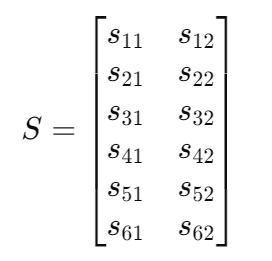 s₁₁ s₁₂
s₂₁ s₂₂
s₃₁ s₃₂
S = s₄₁ s₄₂
s₅₁ s₅₂
s₆₁ s₆₂